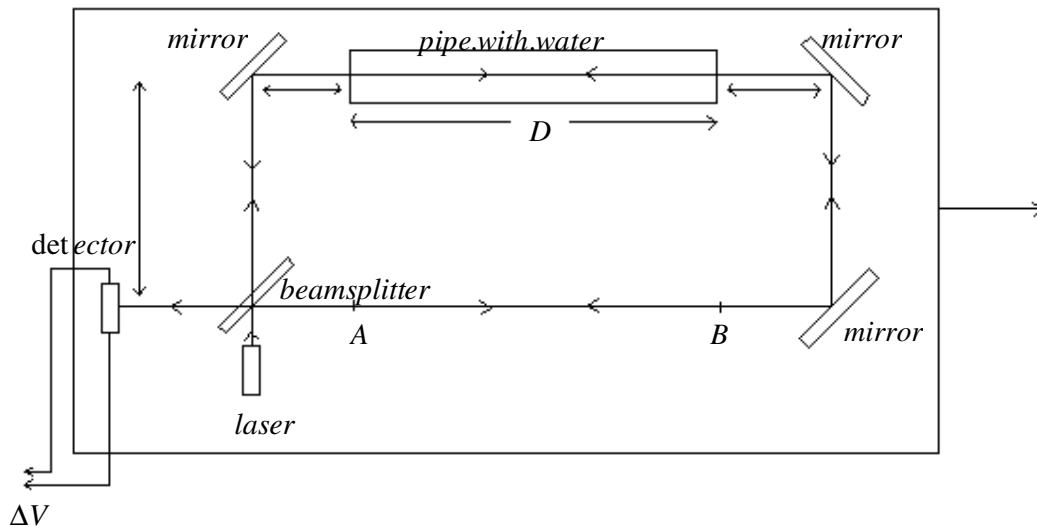 mirror
pipe.with.water
mirror
D
detector
beamsplitter
A
B
mirror
laser
ΔV